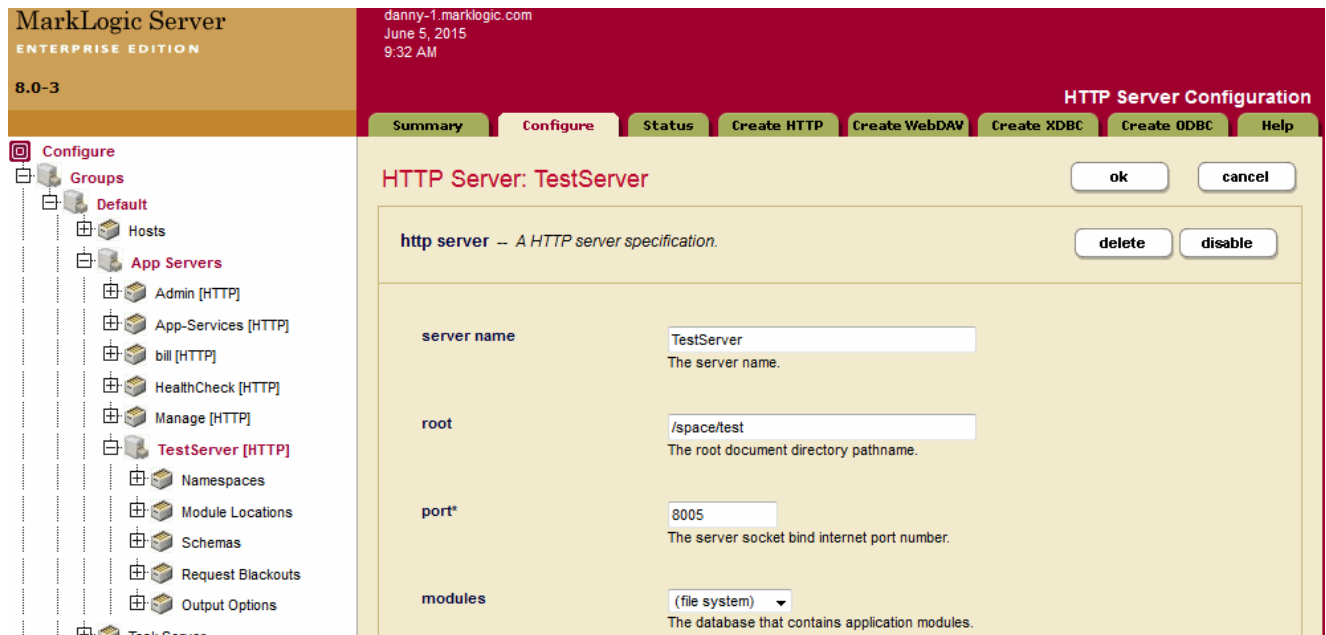 MarkLogic Server
ENTERPRISE EDITION
8.0-3
danny-1.marklogic.com
June 5, 2015
9:32 AM
HTTP Server Configuration
Summary Configure Status Create HTTP Create WebDAV Create XDBC Create ODBC Help
Configure
Groups
Default
Hosts
App Servers
Admin [HTTP]
App-Services [HTTP]
bill [HTTP]
HealthCheck [HTTP]
Manage [HTTP]
TestServer [HTTP]
Namespaces
Module Locations
Schemas
Request Blackouts
Output Options
Task Server
HTTP Server: TestServer
ok cancel
http server -- A HTTP server specification.
delete disable
server name
TestServer
The server name.
root
/space/test
The root document directory pathname.
port*
8005
The server socket bind internet port number.
modules
(file system)
The database that contains application modules.